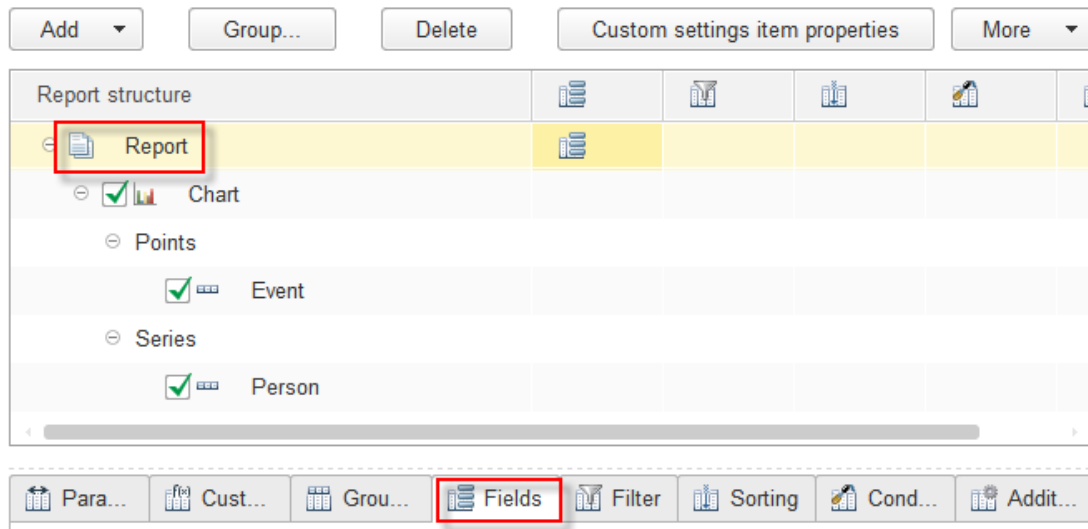 Add Group... Delete Custom settings item properties More
Report structure
Report
Chart
Points
Event
Series
Person
Para... Cust... Grou... Fields Filter Sorting Cond... Addit...